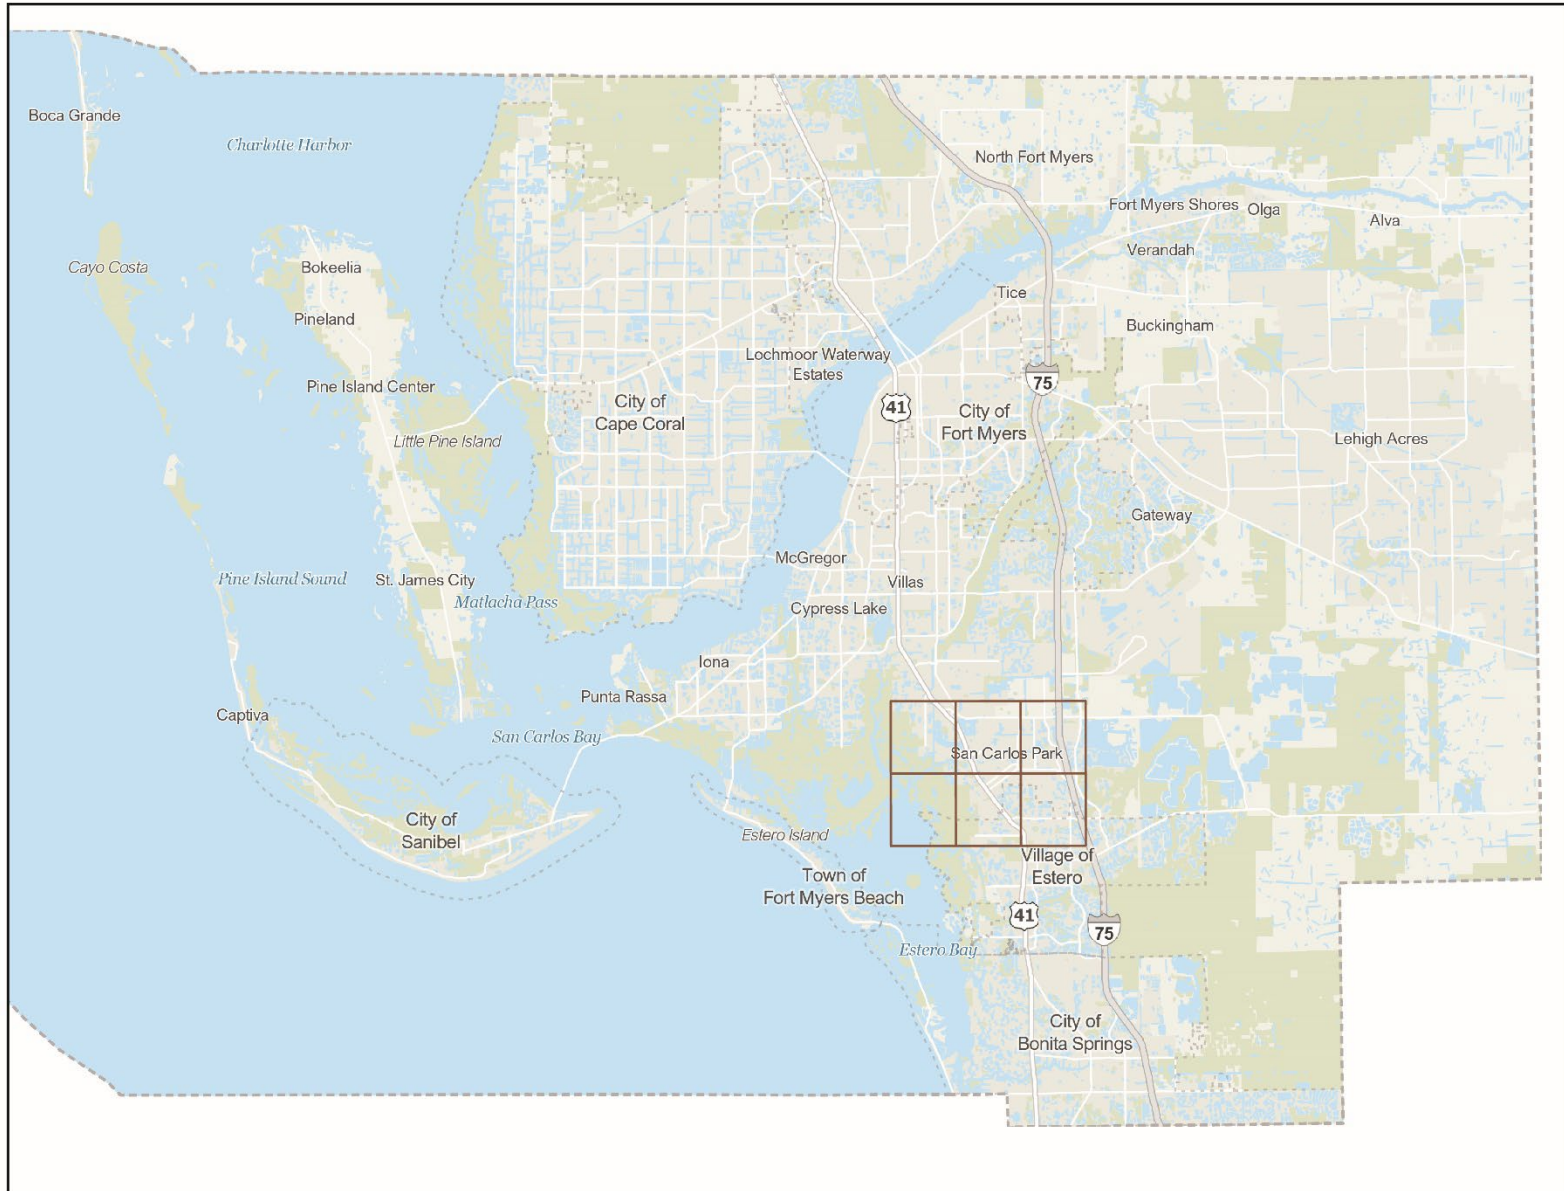 Boca Grande
Charlotte Harbor
North Fort Myers
Fort Myers Shores
Olga
Alva
Verandah
Cayo Costa
Bokeelia
Tice
Pineland
Buckingham
Lochmoor Waterway
Estates
Pine Island Center
75
City of
Cape Coral
41
City of
Fort Myers
Little Pine Island
Lehigh Acres
Gateway
McGregor
Pine Island Sound
St. James City
Villas
Matlacha Pass
Cypress Lake
Iona
Punta Rassa
Captiva
San Carlos Bay
San Carlos Park
City of
Sanibel
Estero Island
Village of
Estero
Town of
Fort Myers Beach
41
75
Estero Bay
City of
Bonita Springs